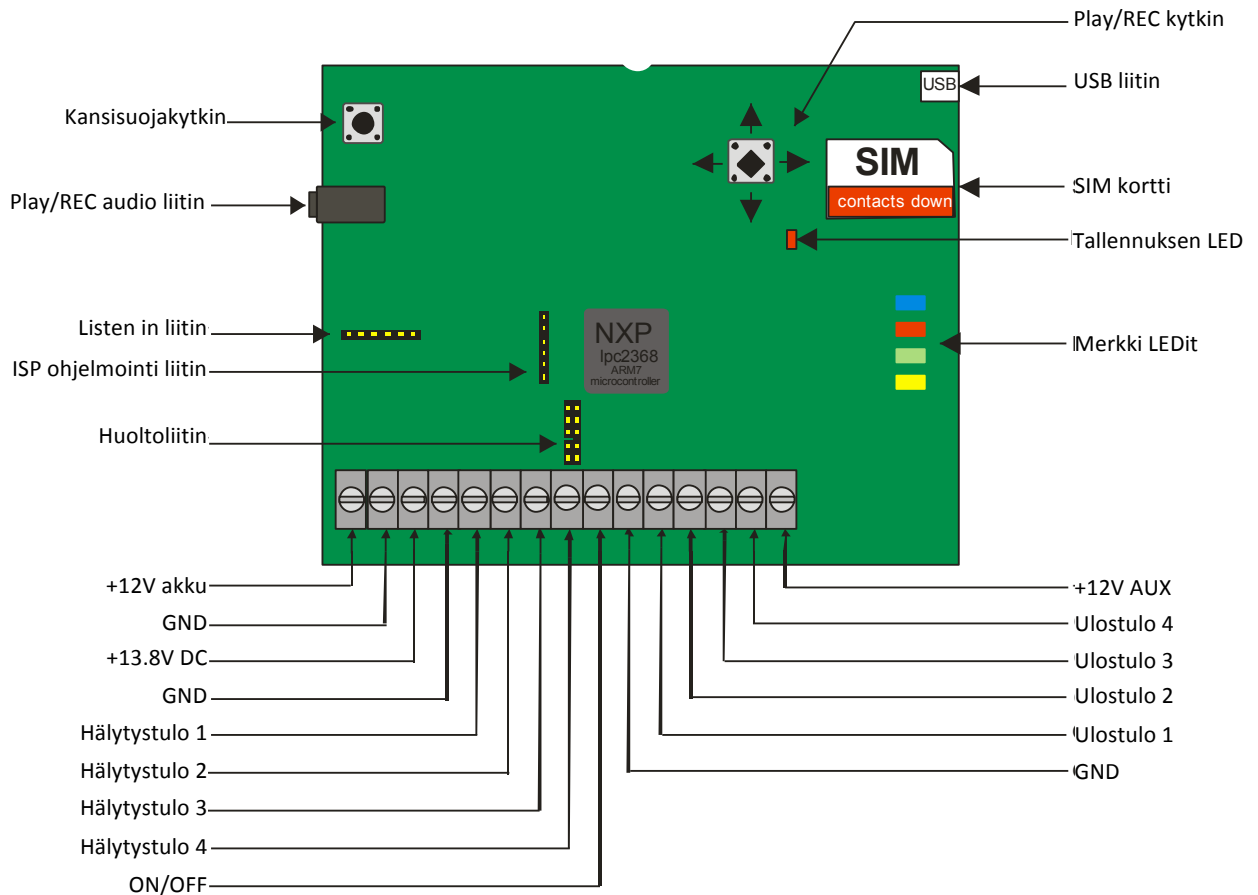 Play/REC kytkin
USB liitin
USB
Kansisuojakytkin
SIM
contacts down
SIM kortti
Play/REC audio liitin
Tallennuksen LED
Listen in liitin
NXP
lpc2368
ARM7
microcontroller
Merkki LEDit
ISP ohjelmointi liitin
Huoltoliitin
+12V akku
GND
+13.8V DC
GND
Hälytystulo 1
Hälytystulo 2
Hälytystulo 3
Hälytystulo 4
ON/OFF
+12V AUX
Ulostulo 4
Ulostulo 3
Ulostulo 2
Ulostulo 1
GND